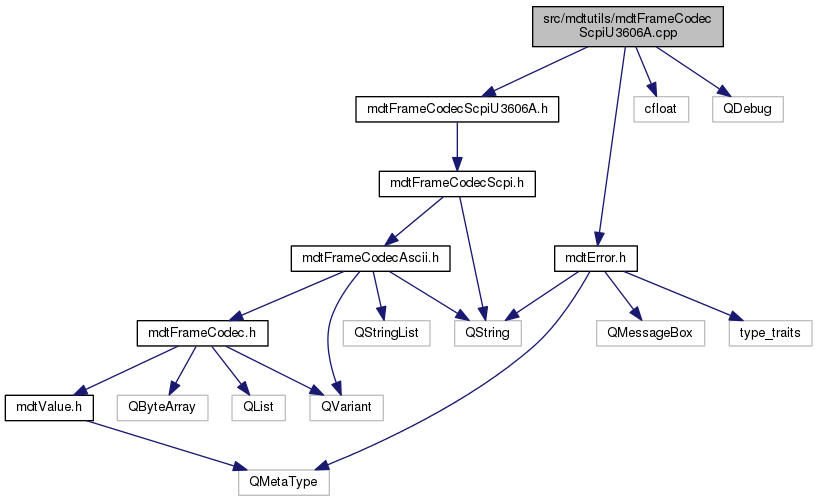 src/mdtutils/mdtFrameCodec
ScpiU3606A.cpp
mdtFrameCodecScpiU3606A.h
cfloat
QDebug
mdtFrameCodecScpi.h
mdtFrameCodecAscii.h
mdtError.h
mdtFrameCodec.h
QStringList
QString
QMessageBox
type_traits
mdtValue.h
QByteArray
QList
QVariant
QMetaType